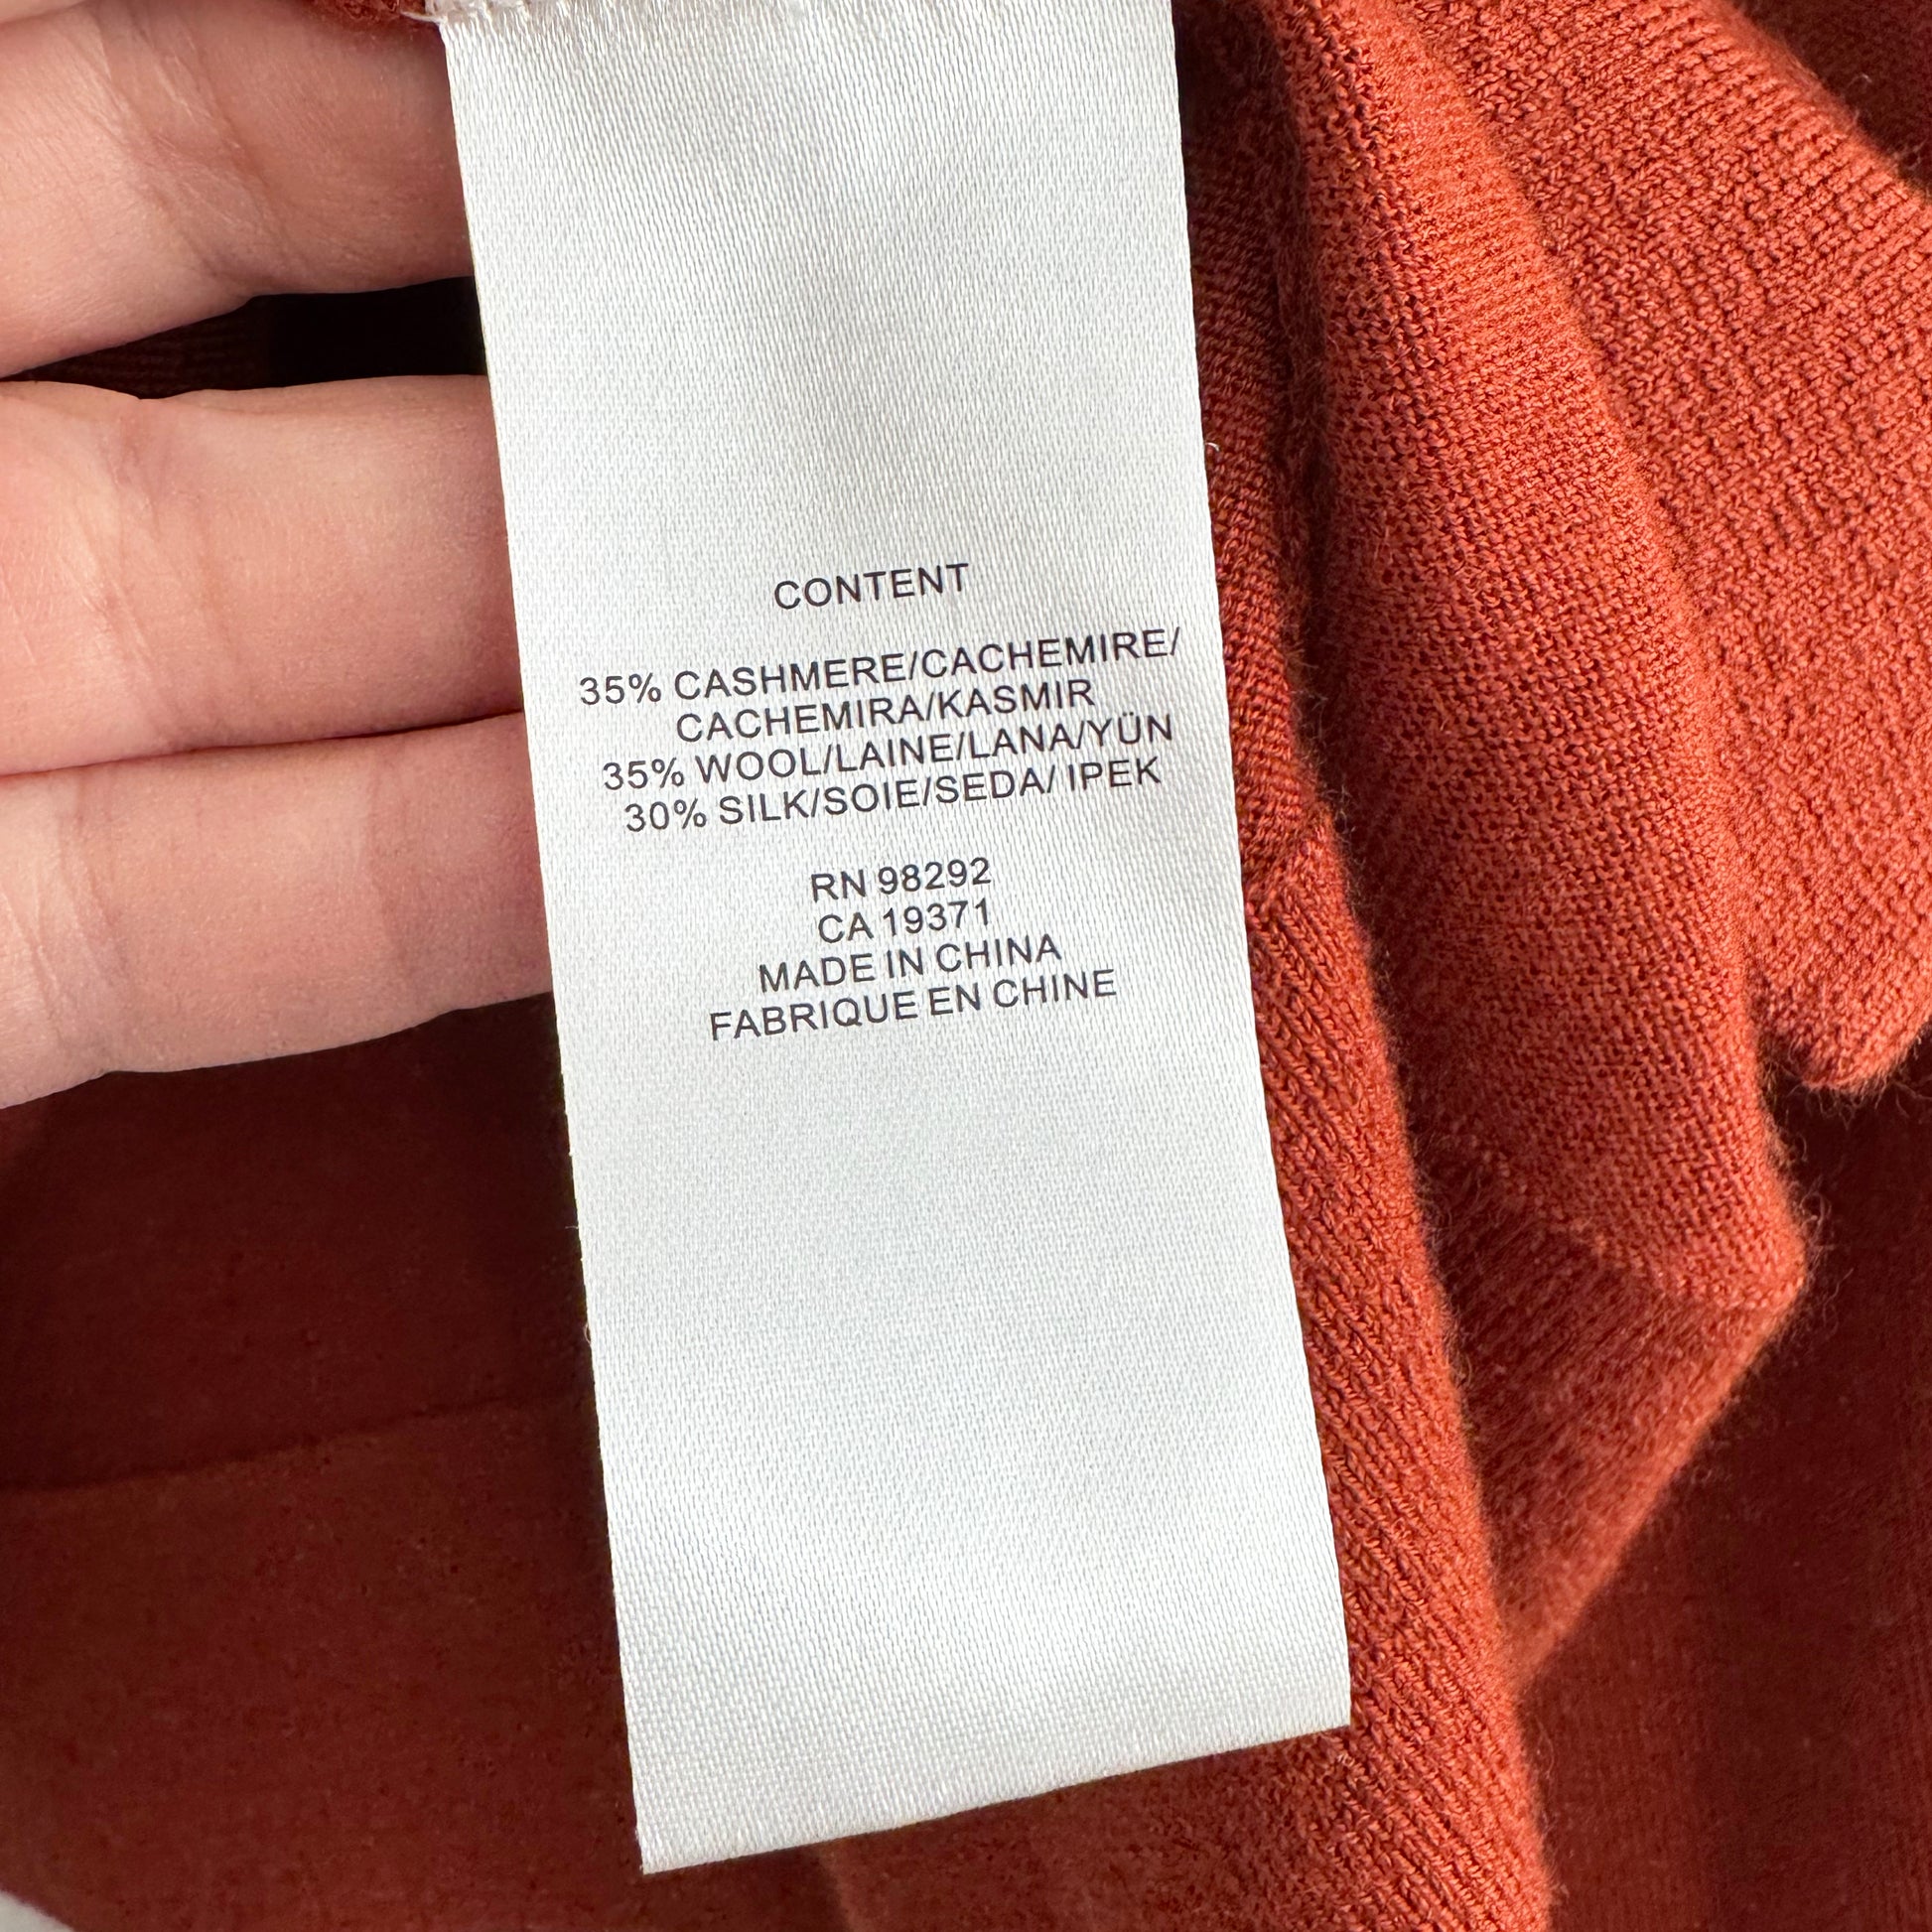 CONTENT
35% CASHMERE/CACHEMIRE/
CACHEMIRA/KASMIR
35% WOOL/LAINE/LANA/YÜN
30% SILK/SOIE/SEDA/ IPEK
RN 98292
CA 19371
MADE IN CHINA
FABRIQUE EN CHINE